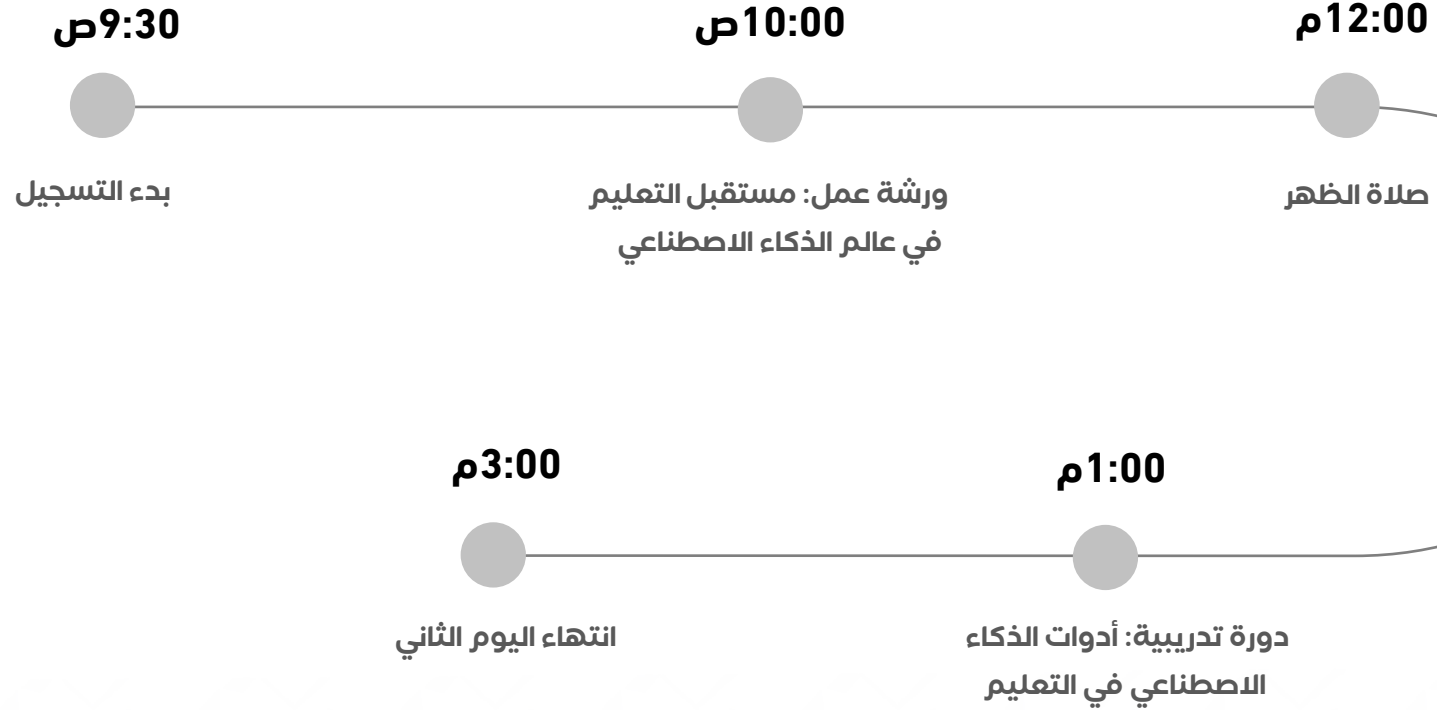 9:30ص
بدء التسجيل
10:00ص
ورشة عمل: مستقبل التعليم
في عالم الذكاء الاصطناعي
12:00م
صلاة الظهر
1:00م
دورة تدريبية: أدوات الذكاء
الاصطناعي في التعليم
3:00م
انتهاء اليوم الثاني